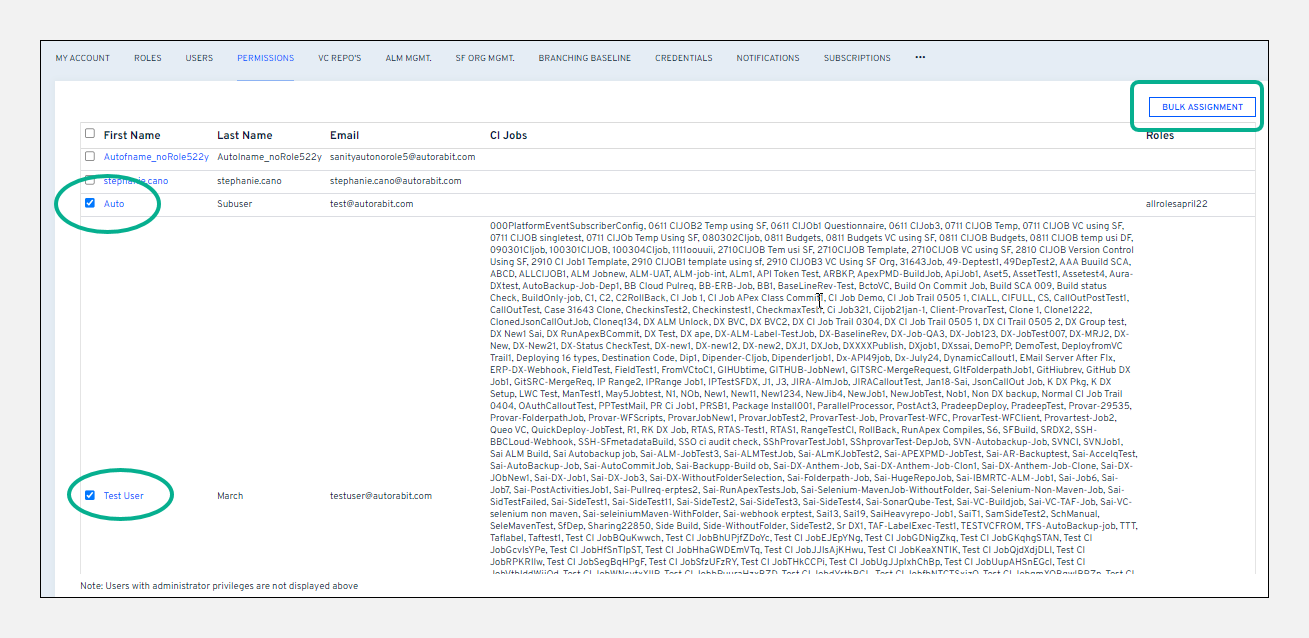 MY ACCOUNT ROLES USERS PERMISSIONS VC REPO'S ALM MGMT. SF ORG MGMT. BRANCHING BASELINE CREDENTIALS NOTIFICATIONS SUBSCRIPTIONS •••
BULK ASSIGNMENT
First Name Last Name Email CI Jobs Roles
Autofname_noRole522y Autolname_noRole522y sanityautonorole5@autorabit.com
stephanie.cano stephanie.cano stephanie.cano@autorabit.com
Auto Subuser test@autorabit.com allrolesapril22
000PlatformEventSubscriberConfig, 0611 CIJOB2 Temp using SF, 0611 CIJOb1 Questionnaire, 0611 CIJob3, 0711 CIJOB Temp, 0711 CIJOB VC using SF,
0711 CIJOB singletest, 0711 CIJOb Temp Using SF, 080302CIjob, 0811 Budgets, 0811 Budgets VC using SF, 0811 CIJOB Budgets, 0811 CIJOB temp usi DF,
090301CIjob, 100301CIJOB, 100304CIjob, 1111oouuii, 2710CIJOB Tem usi SF, 2710CIJOB Template, 2710CIJOB VC using SF, 2810 CIJOB Version Control
Using SF, 2910 CI Job1 Template, 2910 CIJOB1 template using sf, 2910 CIJOB3 VC Using SF Org, 31643Job, 49-Deptest1, 49DepTest2, AAA Buuild SCA,
ABCD, ALLCIJOB1, ALM Jobnew, ALM-UAT, ALM-job-int, ALm1, API Token Test, ARBKP, ApexPMD-BuildJob, ApiJob1, Aset5, AssetTest1, Assetest4, Aura-
DXtest, AutoBackup-Job-Dep1, BB Cloud Pulreq, BB-ERB-Job, BB1, BaseLineRev-Test, BctoVC, Build On Commit Job, Build SCA 009, Build status
Check, BuildOnly-job, C1, C2, C2RollBack, CI Job 1, CI Job APex Class Commit, CI Job Demo, CI Job Trail 0505 1, CIALL, CIFULL, CS, CallOutPostTest1,
CallOutTest, Case 31643 Clone, CheckinsTest2, Checkinstest1, CheckmaxTest1, Ci Job321, Cijob21jan-1, Client-ProvarTest, Clone 1, Clone1222,
ClonedJsonCallOutJob, Cloneq134, DX ALM Unlock, DX BVC, DX BVC2, DX CI Job Trail 0304, DX CI Job Trail 0505 1, DX CI Trail 0505 2, DX Group test,
DX New1 Sai, DX RunApexBCommit, DX Test, DX ape, DX-ALM-Label-TestJob, DX-BaselineRev, DX-Job-QA3, DX-Job123, DX-JobTest007, DX-MRJ2, DX-
New, DX-New21, DX-Status CheckTest, DX-new1, DX-new12, DX-new2, DXJ1, DXJob, DXXXXPublish, DXjob1, DXssai, DemoPP, DemoTest, DeployfromVC
Trail1, Deploying 16 types, Destination Code, Dip1, Dipender-CIjob, Dipender1job1, Dx-API49job, Dx-July24, DynamicCallout1, EMail Server After FIx,
ERP-DX-Webhook, FieldTest, FieldTest1, FromVCtoC1, GIHUbtime, GITHUB-JobNew1, GITSRC-MergeRequest, GItFolderpathJob1, GitHiubrev, GitHub DX
Job1, GitSRC-MergeReq, IP Range2, IPRange Job1, IPTestSFDX, J1, J3, JIRA-AlmJob, JIRACalloutTest, Jan18-Sai, JsonCallOut Job, K DX Pkg, K DX
Setup, LWC Test, ManTest1, May5Jobtest, N1, NOb, New1, New11, New1234, NewJib4, NewJob1, NewJobTest, Nob1, Non DX backup, Normal CI Job Trail
0404, OAuthCalloutTest, PPTestMail, PR Ci Job1, PRSB1, Package Install001, ParallelProcessor, PostAct3, PradeepDeploy, PradeepTest, Provar-29535,
Provar-FolderpathJob, Provar-WFScripts, ProvarJobNew1, ProvarJobTest2, ProvarTest-Job, ProvarTest-WFC, ProvarTest-WFClient, Provartest-Job2,
Queo VC, QuickDeploy-JobTest, R1, RK DX Job, RTAS, RTAS-Test1, RTAS1, RangeTestCI, RollBack, RunApex Compiles, S6, SFBuild, SRDX2, SSH-
BBCLoud-Webhook, SSH-SFmetadataBuild, SSO ci audit check, SShProvarTestJob1, SShprovarTest-DepJob, SVN-Autobackup-Job, SVNCI, SVNJob1,
Sai ALM Build, Sai Autobackup job, Sai-ALM-JobTest3, Sai-ALMTestJob, Sai-ALmKJobTest2, Sai-APEXPMD-JobTest, Sai-AR-Backuptest, Sai-AccelqTest,
Sai-AutoBackup-Job, Sai-AutoCommitJob, Sai-Backupp-Build ob, Sai-DX-Anthem-Job, Sai-DX-Anthem-Job-Clon1, Sai-DX-Anthem-Job-Clone, Sai-DX-
JObNew1, Sai-DX-Job1, Sai-DX-Job3, Sai-DX-WithoutFolderSelection, Sai-Folderpath-Job, Sai-HugeRepoJob, Sai-IBMRTC-ALM-Job1, Sai-Job6, Sai-
Job7, Sai-PostActivitiesJob1, Sai-Pullreq-erptes2, Sai-RunApexTestsJob, Sai-Selenium-MavenJob-WithoutFolder, Sai-Selenium-Non-Maven-Job, Sai-
Test User March testuser@autorabit.com SidTestFailed, Sai-SideTest1, Sai-SideTest11, Sai-SideTest2, Sai-SideTest3, Sai-SideTest4, Sai-SonarQube-Test, Sai-VC-Buildjob, Sai-VC-TAF-Job, Sai-VC-
selenium non maven, Sai-seleiniumMaven-WithFolder, Sai-webhook erptest, Sai13, Sai19, SaiHeavyrepo-Job1, SaiT1, SamSideTest2, SchManual,
SeleMavenTest, SfDep, Sharing22850, Side Build, Side-WithoutFolder, SideTest2, Sr DX1, TAF-LabelExec-Test1, TESTVCFROM, TFS-AutoBackup-job, TTT,
Taflabel, Taftest1, Test CI JobBQuKwwch, Test CI JobBhUPjfZDoYc, Test CI JobEJEpYNg, Test CI JobGDNigZkq, Test CI JobGKqhgSTAN, Test CI
JobGcvIsYPe, Test CI JobHfSnTlpST, Test CI JobHhaGWDEmVTq, Test CI JobJJIsAjKHwu, Test CI JobKeaXNTIK, Test CI JobQjdXdjDLI, Test CI
JobRPKRIlw, Test CI JobSegBqHPgF, Test CI JobSfzUFzRY, Test CI JobTHkCCPi, Test CI JobUgJJpIxhChBp, Test CI JobUupAHSnEGcI, Test CI
Note: Users with administrator privileges are not displayed above